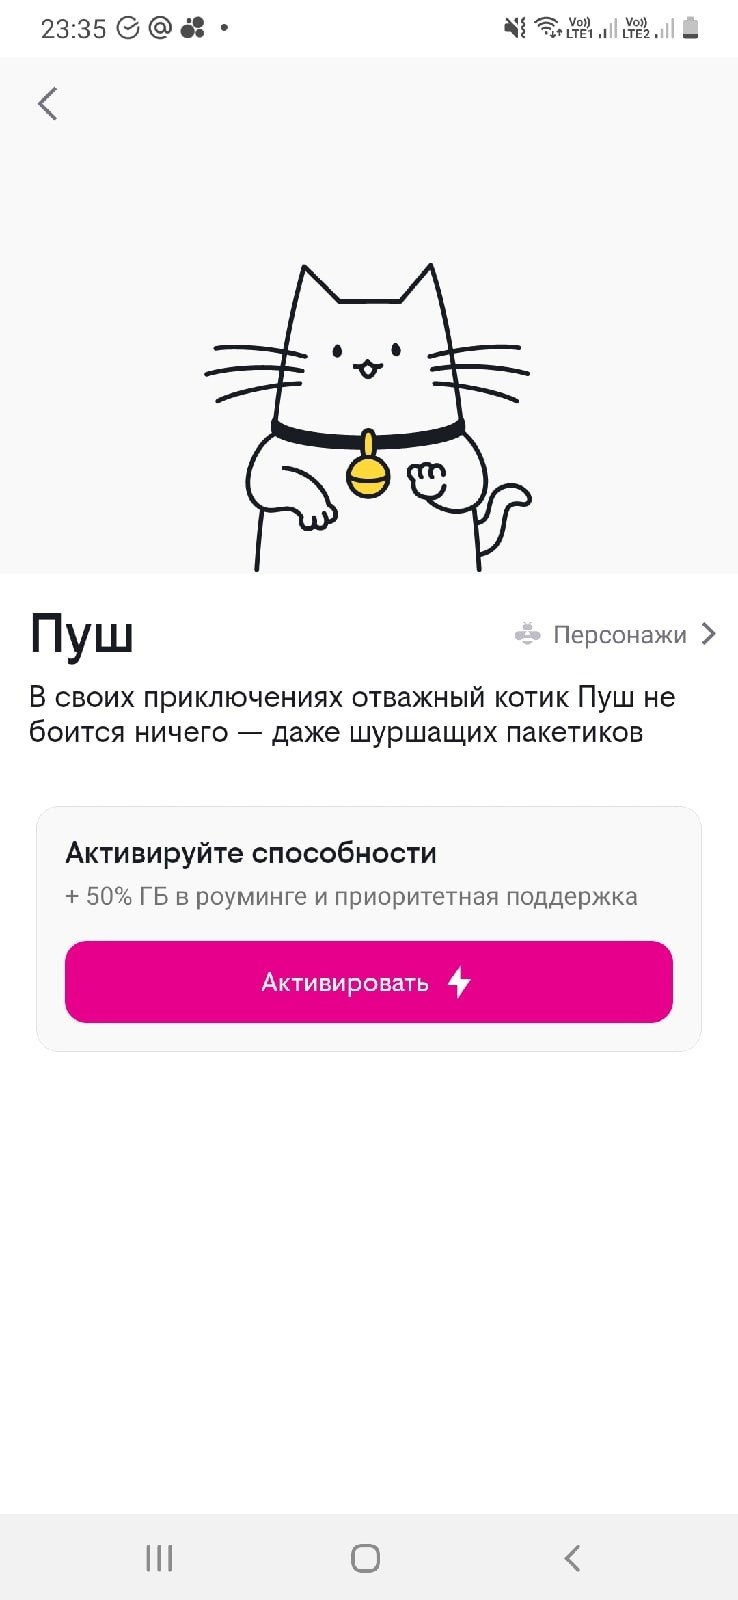 23:35
Vo)) LTE1 Vo)) LTE2
Пуш
Персонажи
В своих приключениях отважный котик Пуш не
боится ничего — даже шуршащих пакетиков
Активируйте способности
+ 50% ГБ в роуминге и приоритетная поддержка
Активировать